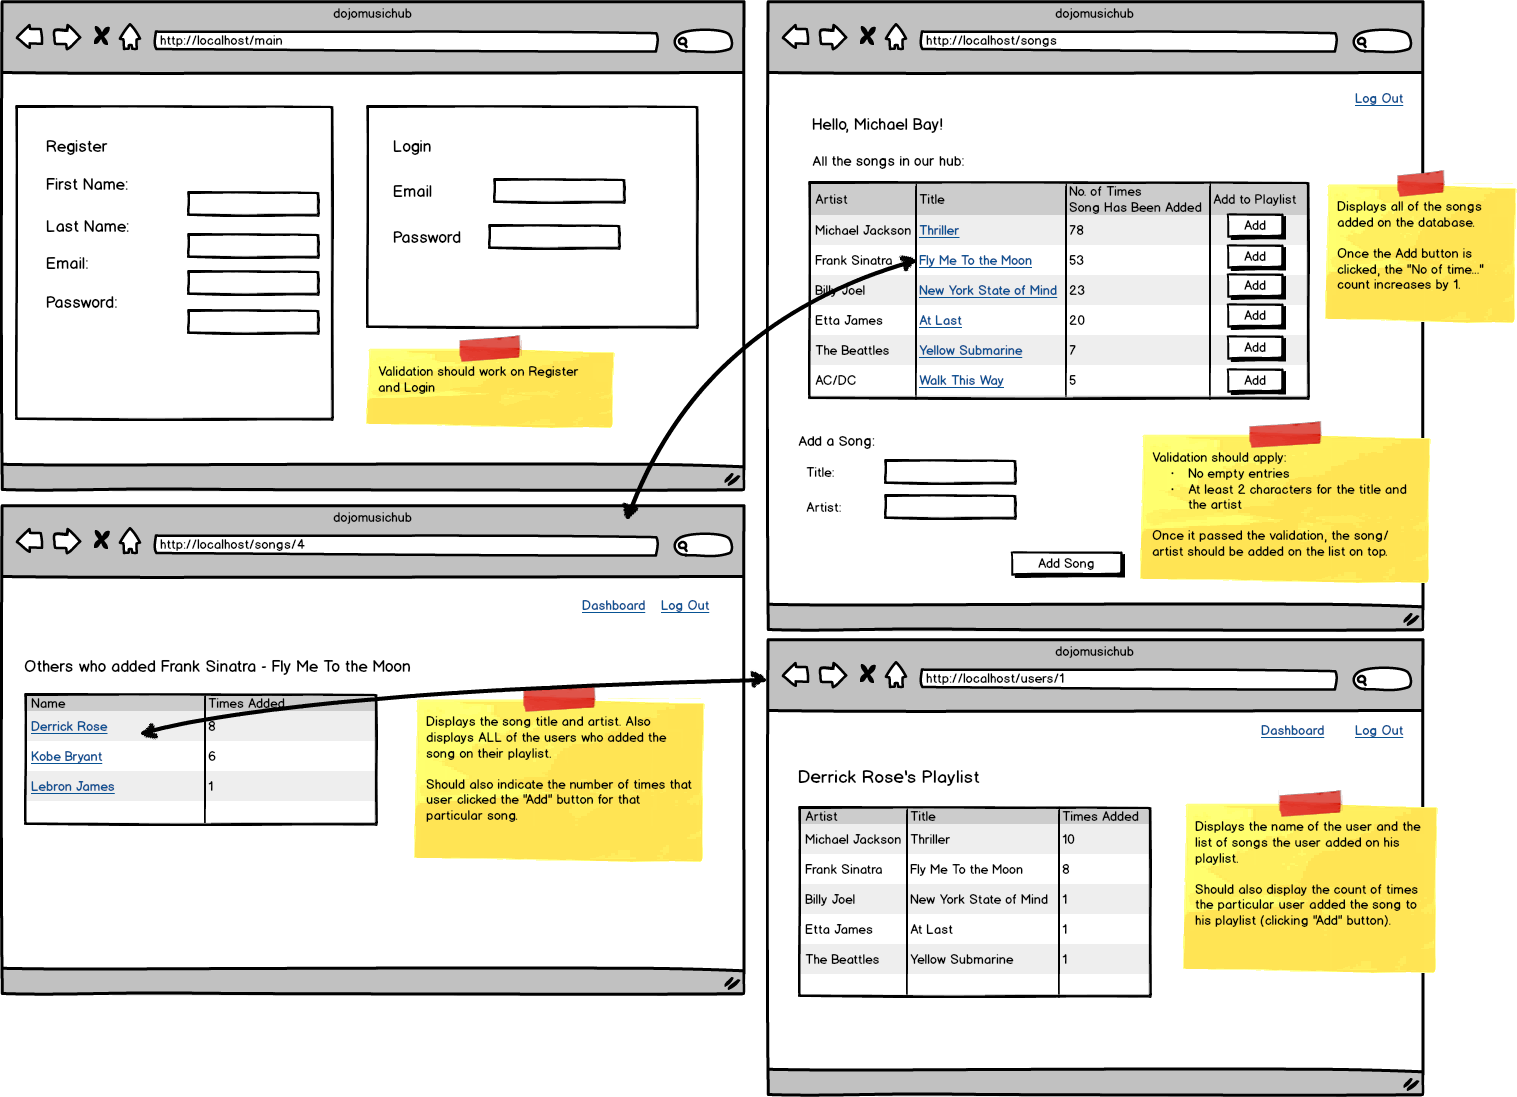 dojomusichub
http://localhost/main
Register
First Name:
Last Name:
Email:
Password:
Login
Email
Password
Validation should work on Register
and Login
dojomusichub
http://localhost/songs
Log Out
Hello, Michael Bay!
All the songs in our hub:
Artist Title No. of Times Song Has Been Added Add to Playlist
Michael Jackson Thriller 78 Add
Frank Sinatra Fly Me To the Moon 53 Add
Billy Joel New York State of Mind 23 Add
Etta James At Last 20 Add
The Beattles Yellow Submarine 7 Add
AC/DC Walk This Way 5 Add
Displays all of the songs
added on the database.
Once the Add button is
clicked, the "No of time..."
count increases by 1.
Add a Song:
Title:
Artist:
Add Song
Validation should apply:
· No empty entries
· At least 2 characters for the title and
the artist
Once it passed the validation, the song/
artist should be added on the list on top.
dojomusichub
http://localhost/songs/4
Dashboard Log Out
Others who added Frank Sinatra - Fly Me To the Moon
Name Times Added
Derrick Rose 8
Kobe Bryant 6
Lebron James 1
Displays the song title and artist. Also
displays ALL of the users who added the
song on their playlist.
Should also indicate the number of times that
user clicked the "Add" button for that
particular song.
dojomusichub
http://localhost/users/1
Dashboard Log Out
Derrick Rose's Playlist
Artist Title Times Added
Michael Jackson Thriller 10
Frank Sinatra Fly Me To the Moon 8
Billy Joel New York State of Mind 1
Etta James At Last 1
The Beattles Yellow Submarine 1
Displays the name of the user and the
list of songs the user added on his
playlist.
Should also display the count of times
the particular user added the song to
his playlist (clicking "Add" button).